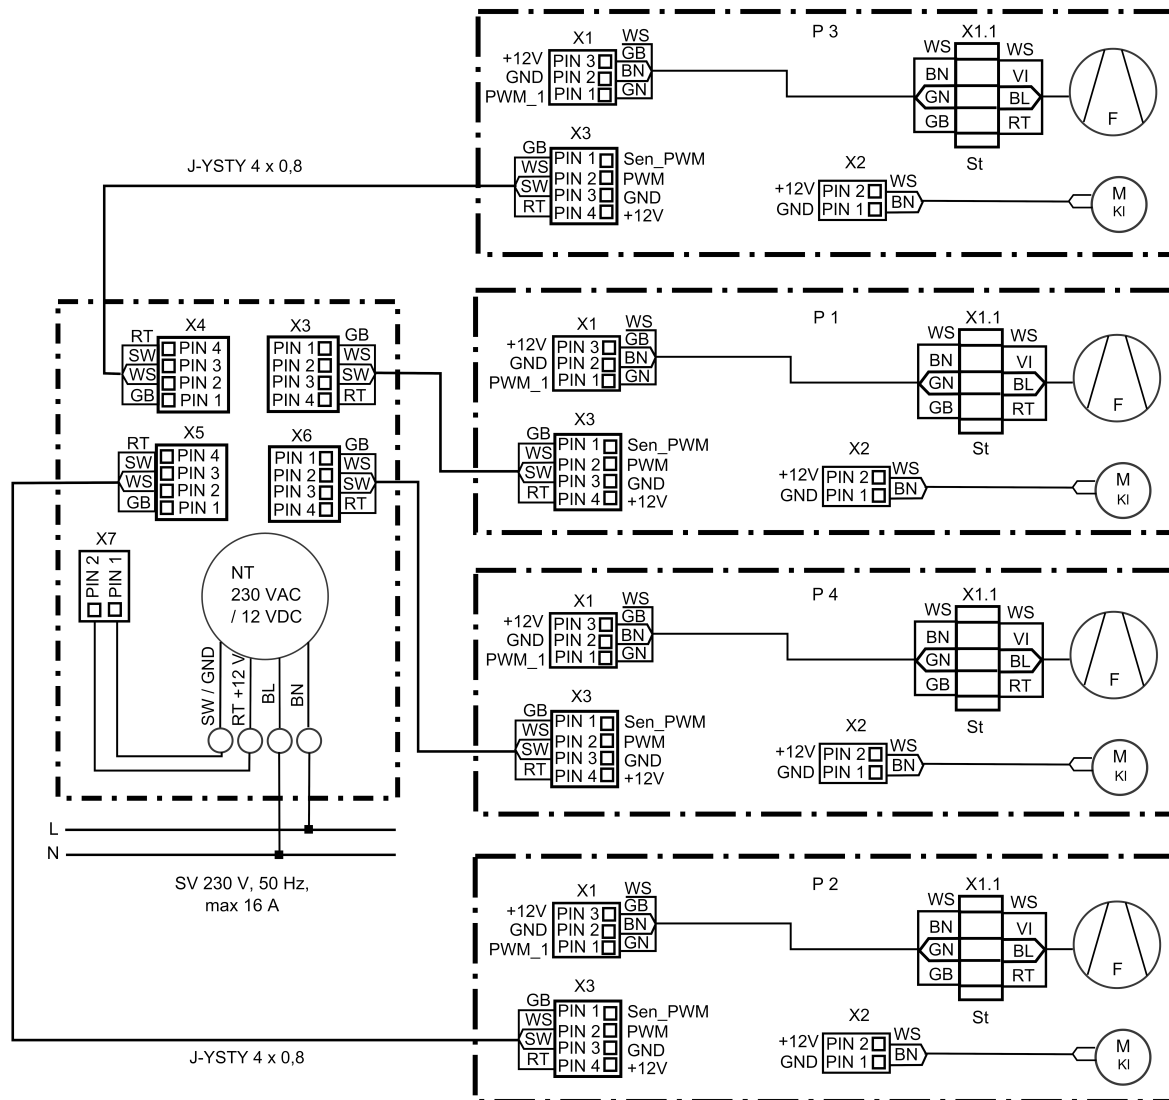 P 3
X1
WS
GB
BN
GN
+12V
GND
PWM_1
PIN 3
PIN 2
PIN 1
X1.1
WS
BN
GN
GB
WS
VI
BL
RT
St
F
X3
GB
WS
SW
RT
PIN 1
PIN 2
PIN 3
PIN 4
Sen_PWM
PWM
GND
+12V
X2
+12V
GND
PIN 2
PIN 1
WS
BN
M
KI
J-YSTY 4 x 0,8
X4
RT
SW
WS
GB
PIN 4
PIN 3
PIN 2
PIN 1
X3
PIN 1
PIN 2
PIN 3
PIN 4
GB
WS
SW
RT
X5
RT
SW
WS
GB
PIN 4
PIN 3
PIN 2
PIN 1
X6
PIN 1
PIN 2
PIN 3
PIN 4
GB
WS
SW
RT
X7
PIN 2
PIN 1
NT
230 VAC
/ 12 VDC
SW / GND
RT +12 V
BL
BN
L
N
SV 230 V, 50 Hz,
max 16 A
P 1
X1
WS
GB
BN
GN
+12V
GND
PWM_1
PIN 3
PIN 2
PIN 1
X1.1
WS
BN
GN
GB
WS
VI
BL
RT
St
F
X3
GB
WS
SW
RT
PIN 1
PIN 2
PIN 3
PIN 4
Sen_PWM
PWM
GND
+12V
X2
+12V
GND
PIN 2
PIN 1
WS
BN
M
KI
P 4
X1
WS
GB
BN
GN
+12V
GND
PWM_1
PIN 3
PIN 2
PIN 1
X1.1
WS
BN
GN
GB
WS
VI
BL
RT
St
F
X3
GB
WS
SW
RT
PIN 1
PIN 2
PIN 3
PIN 4
Sen_PWM
PWM
GND
+12V
X2
+12V
GND
PIN 2
PIN 1
WS
BN
M
KI
P 2
X1
WS
GB
BN
GN
+12V
GND
PWM_1
PIN 3
PIN 2
PIN 1
X1.1
WS
BN
GN
GB
WS
VI
BL
RT
St
F
X3
GB
WS
SW
RT
PIN 1
PIN 2
PIN 3
PIN 4
Sen_PWM
PWM
GND
+12V
X2
+12V
GND
PIN 2
PIN 1
WS
BN
M
KI
J-YSTY 4 x 0,8